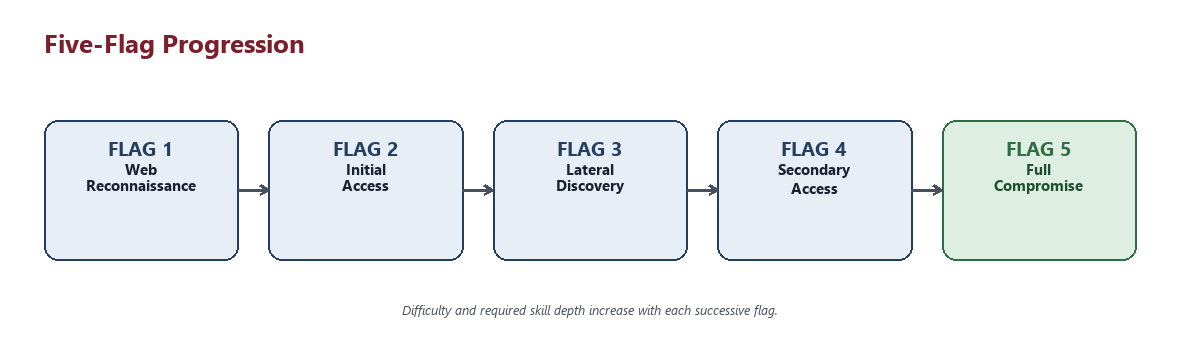 Five-Flag Progression
FLAG 1
Web
Reconnaissance
FLAG 2
Initial
Access
FLAG 3
Lateral
Discovery
FLAG 4
Secondary
Access
FLAG 5
Full
Compromise
Difficulty and required skill depth increase with each successive flag.